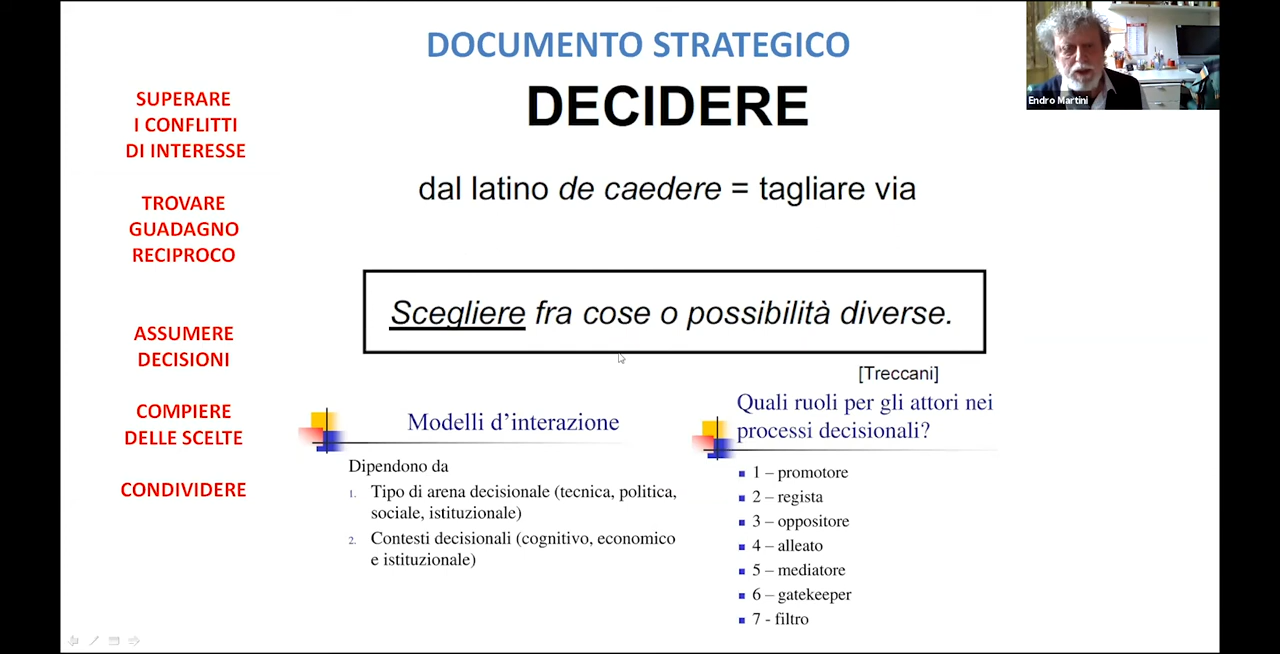 DOCUMENTO STRATEGICO
DECIDERE
dal latino de caedere = tagliare via
Scegliere fra cose o possibilità diverse.
[Treccani]
SUPERARE
I CONFLITTI
DI INTERESSE
TROVARE
GUADAGNO
RECIPROCO
ASSUMERE
DECISIONI
COMPIERE
DELLE SCELTE
CONDIVIDERE
Modelli d’interazione
Dipendono da
1. Tipo di arena decisionale (tecnica, politica,
sociale, istituzionale)
2. Contesti decisionali (cognitivo, economico
e istituzionale)
Quali ruoli per gli attori nei
processi decisionali?
1 – promotore
2 – regista
3 – oppositore
4 – alleato
5 – mediatore
6 – gatekeeper
7 - filtro
Endro Martini